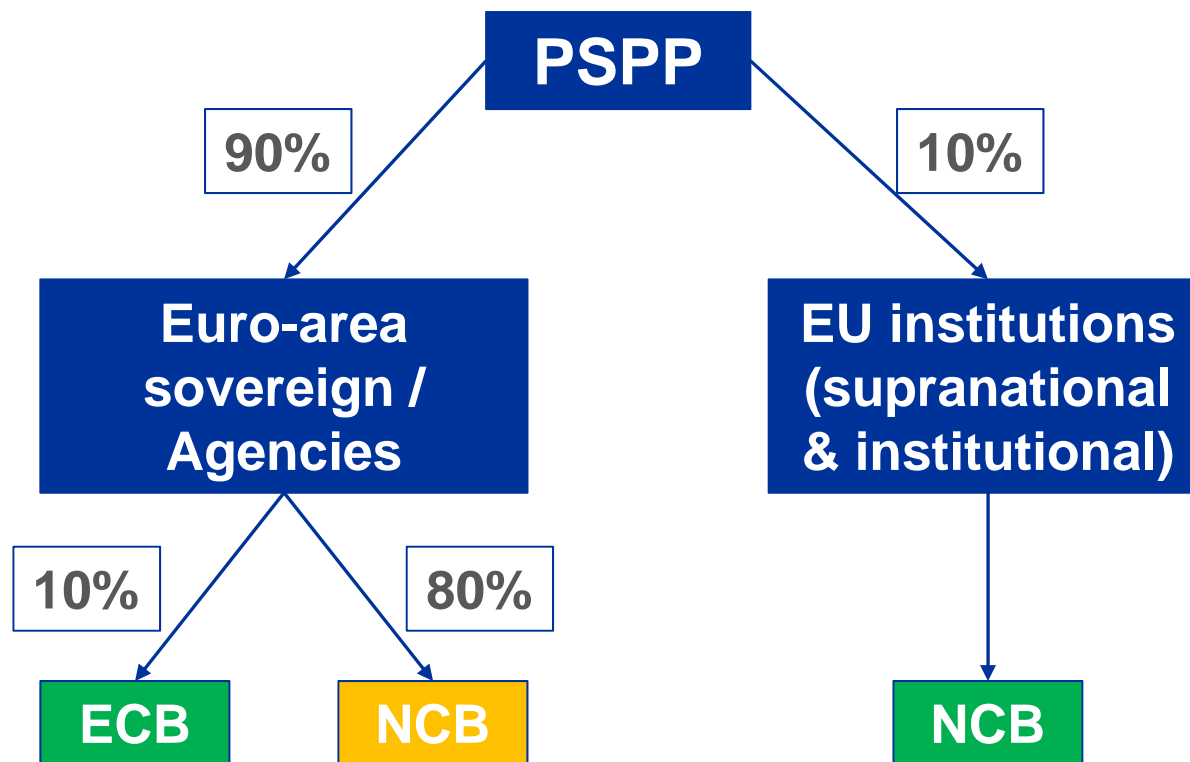 PSPP
90%
10%
Euro-area
sovereign /
Agencies
EU institutions
(supranational
& institutional)
10%
80%
ECB
NCB
NCB